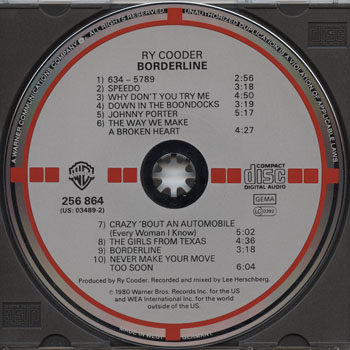 A WARNER COMMUNICATIONS COMPANY ALL RIGHTS RESERVED UNAUTHORIZED DUPLICATION IS A VIOLATION OF APPLICABLE LAWS
RY COODER
BORDERLINE
1) 634 – 5789 2:56
2) SPEEDO 3:18
3) WHY DON'T YOU TRY ME 4:50
4) DOWN IN THE BOONDOCKS 3:19
5) JOHNNY PORTER 5:17
6) THE WAY WE MAKE
A BROKEN HEART 4:27
256 864
(US: 03489-2)
COMPACT
disc
DIGITAL AUDIO
GEMA
LC 0392
7) CRAZY 'BOUT AN AUTOMOBILE
(Every Woman I Know) 5:02
8) THE GIRLS FROM TEXAS 4:36
9) BORDERLINE 3:18
10) NEVER MAKE YOUR MOVE
TOO SOON 6:04
Produced by Ry Cooder. Recorded and mixed by Lee Herschberg.
℗ 1980 Warner Bros. Records Inc. for the US
and WEA International Inc. for the world
outside of the US.